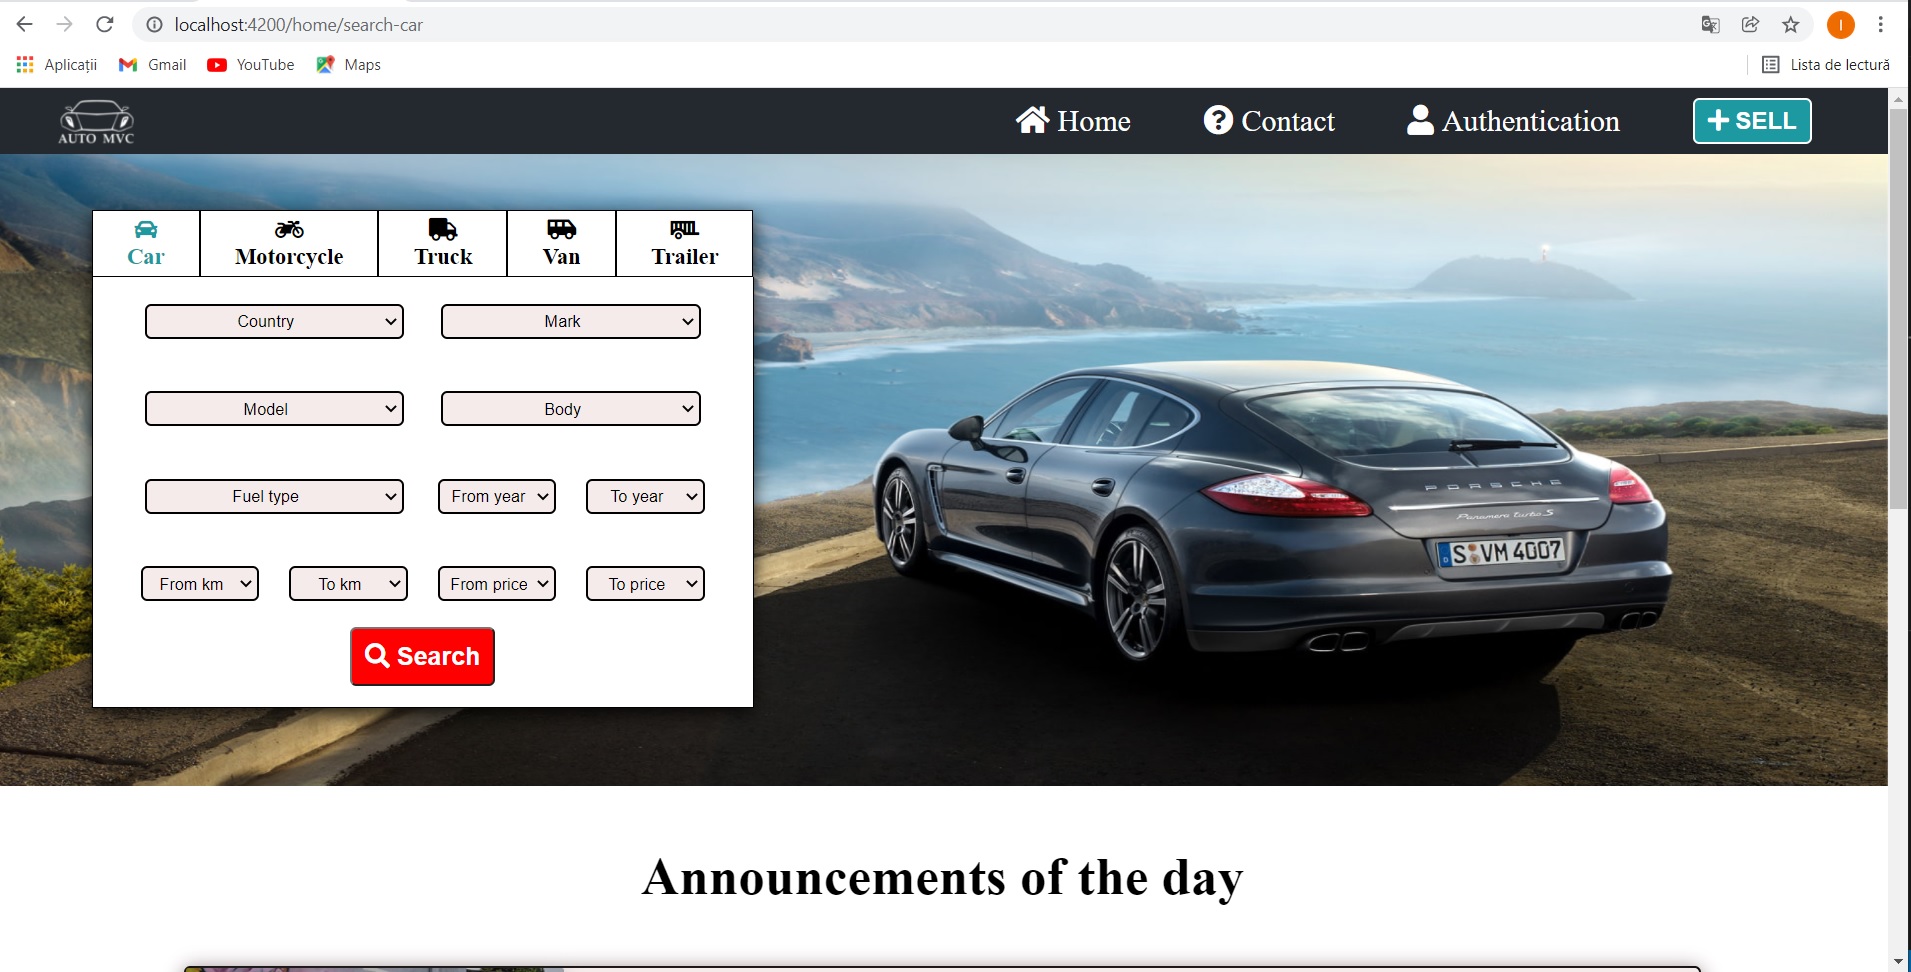 localhost:4200/home/search-car
I
Aplicații Gmail YouTube Maps Lista de lectură
AUTO MVC
Home Contact Authentication SELL
Car Motorcycle Truck Van Trailer
Country Mark
Model Body
Fuel type From year To year
From km To km From price To price
Search
PORSCHE
Panamera turbo S
S VM 4007
Announcements of the day